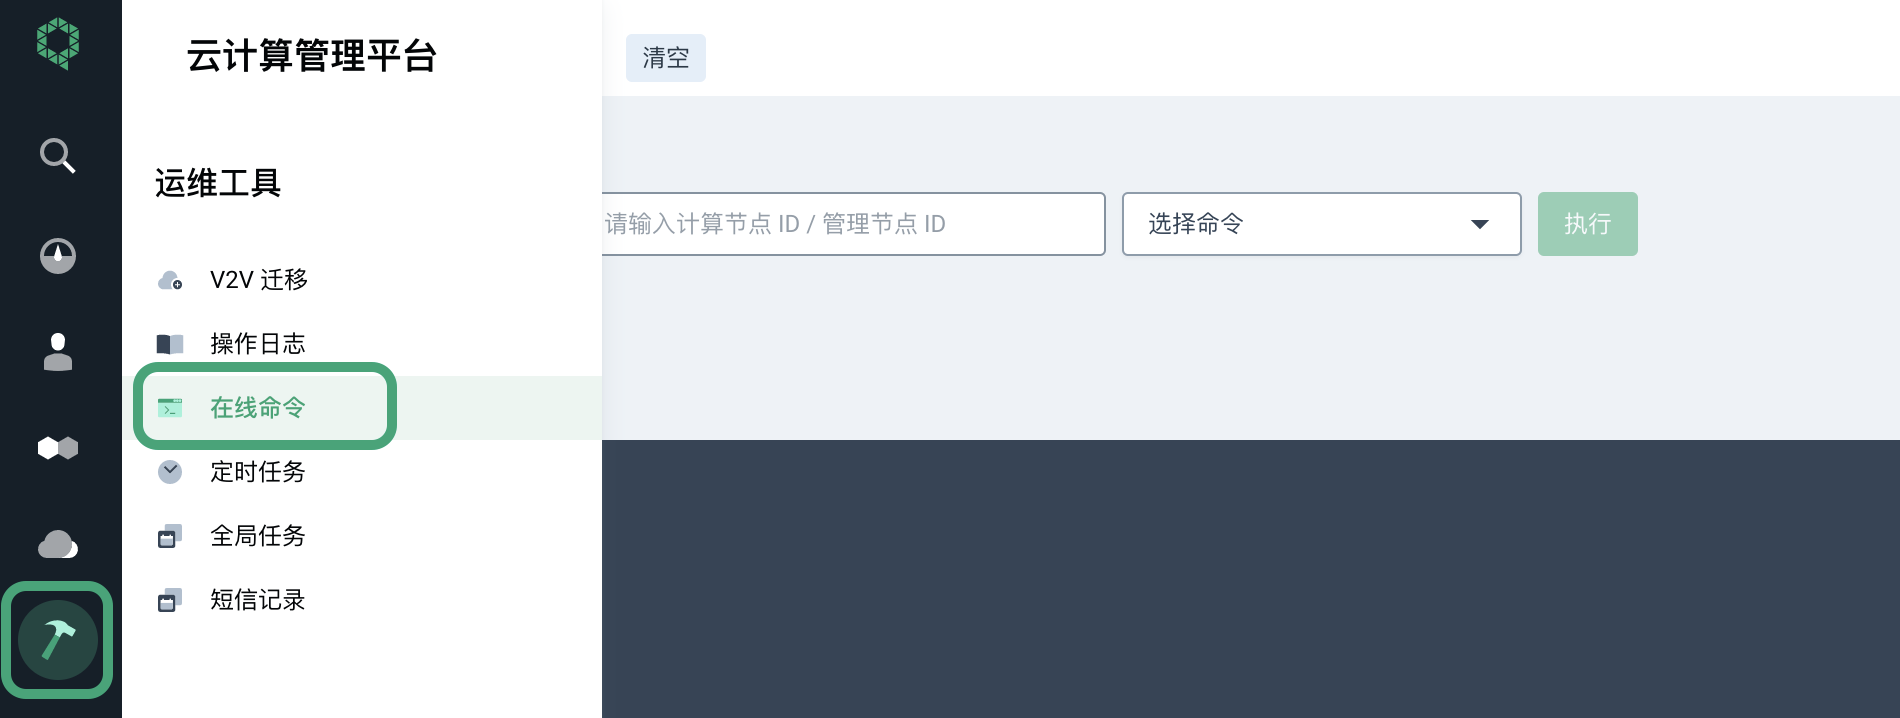 云计算管理平台
清空
运维工具
请输入计算节点 ID / 管理节点 ID
选择命令
执行
V2V 迁移
操作日志
在线命令
定时任务
全局任务
短信记录